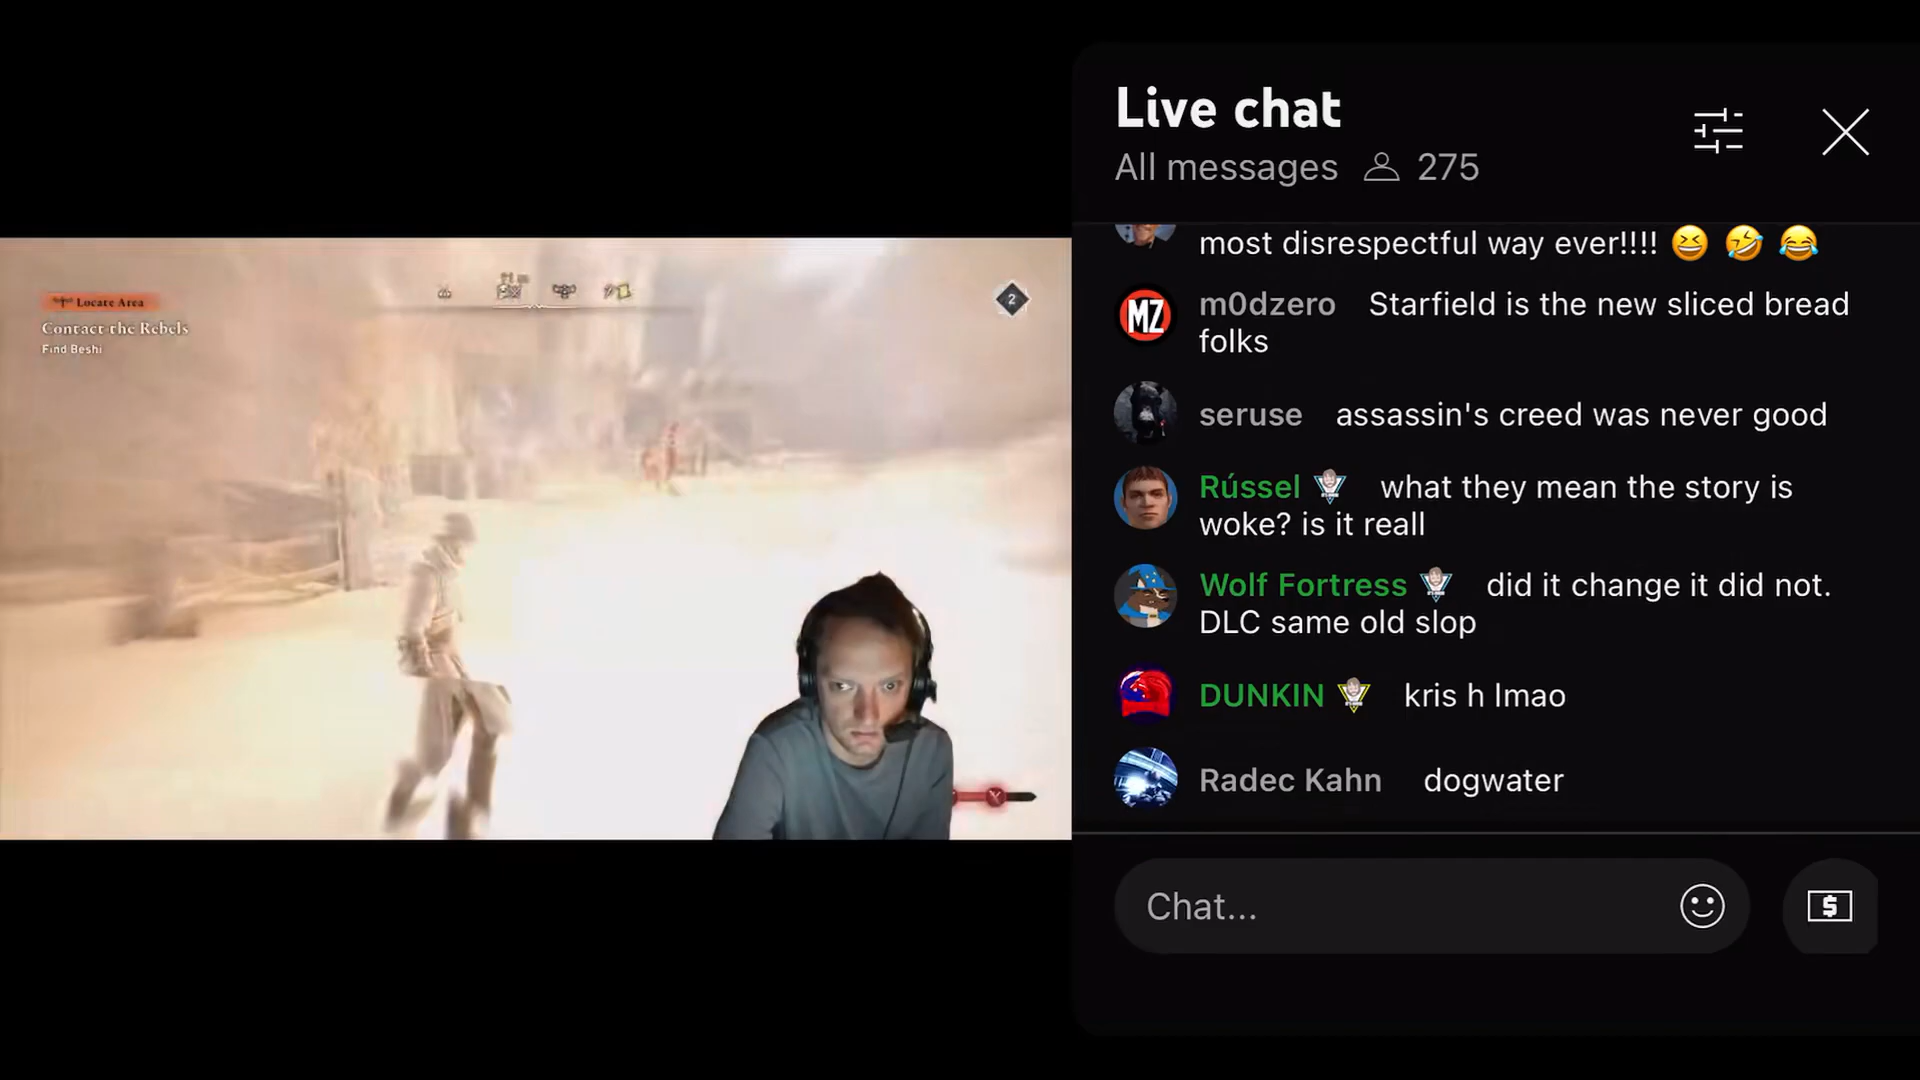 Live chat
All messages 275
Locate Area
Contact the Rebels
Find Beshi
2
most disrespectful way ever!!!! 😆 🤣 😂
MZ
m0dzero Starfield is the new sliced bread
folks
seruse assassin's creed was never good
Rússel what they mean the story is
woke? is it reall
Wolf Fortress did it change it did not.
DLC same old slop
DUNKIN kris h lmao
Radec Kahn dogwater
Chat...
$